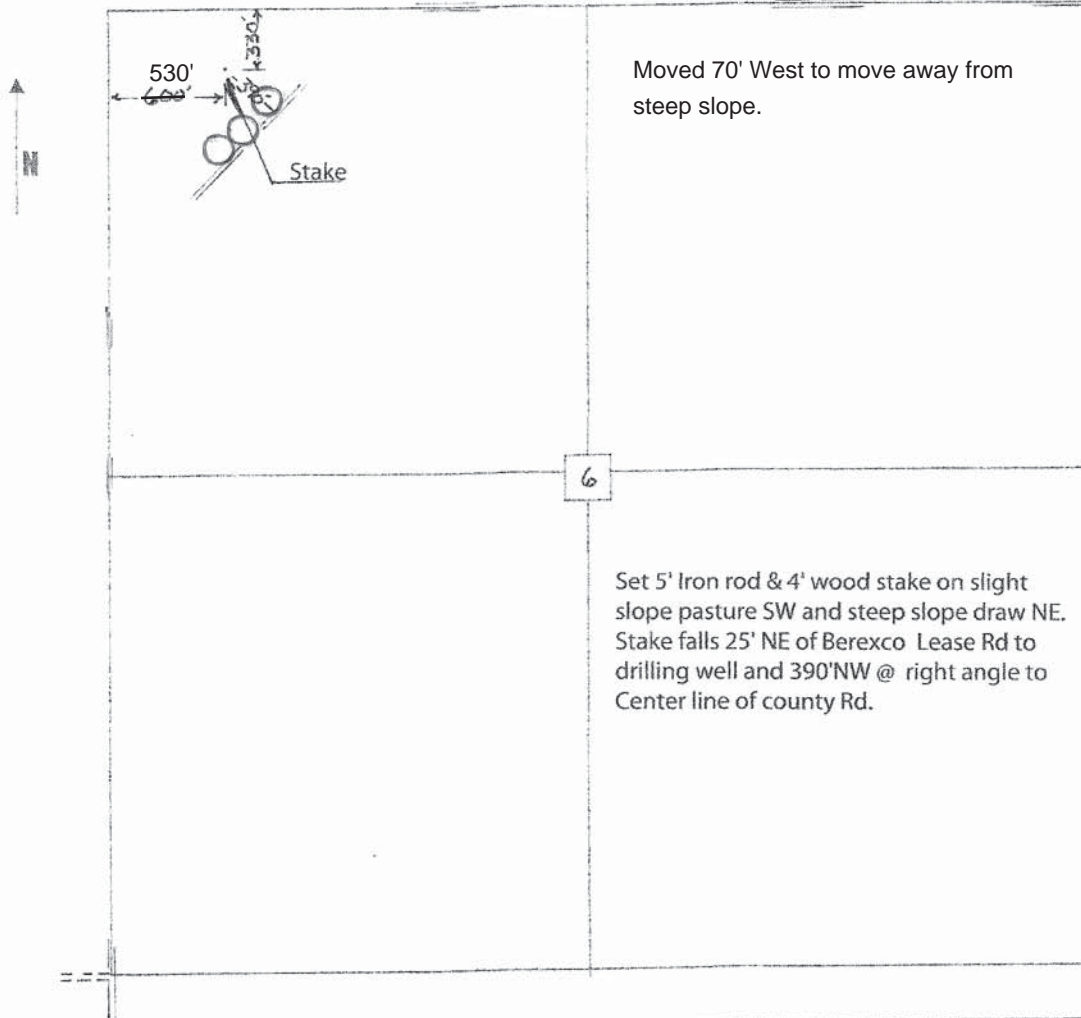 330'
530'
600'
390'
N
Stake
Moved 70' West to move away from
steep slope.
6
Set 5' Iron rod & 4' wood stake on slight
slope pasture SW and steep slope draw NE.
Stake falls 25' NE of Berexco Lease Rd to
drilling well and 390'NW @ right angle to
Center line of county Rd.